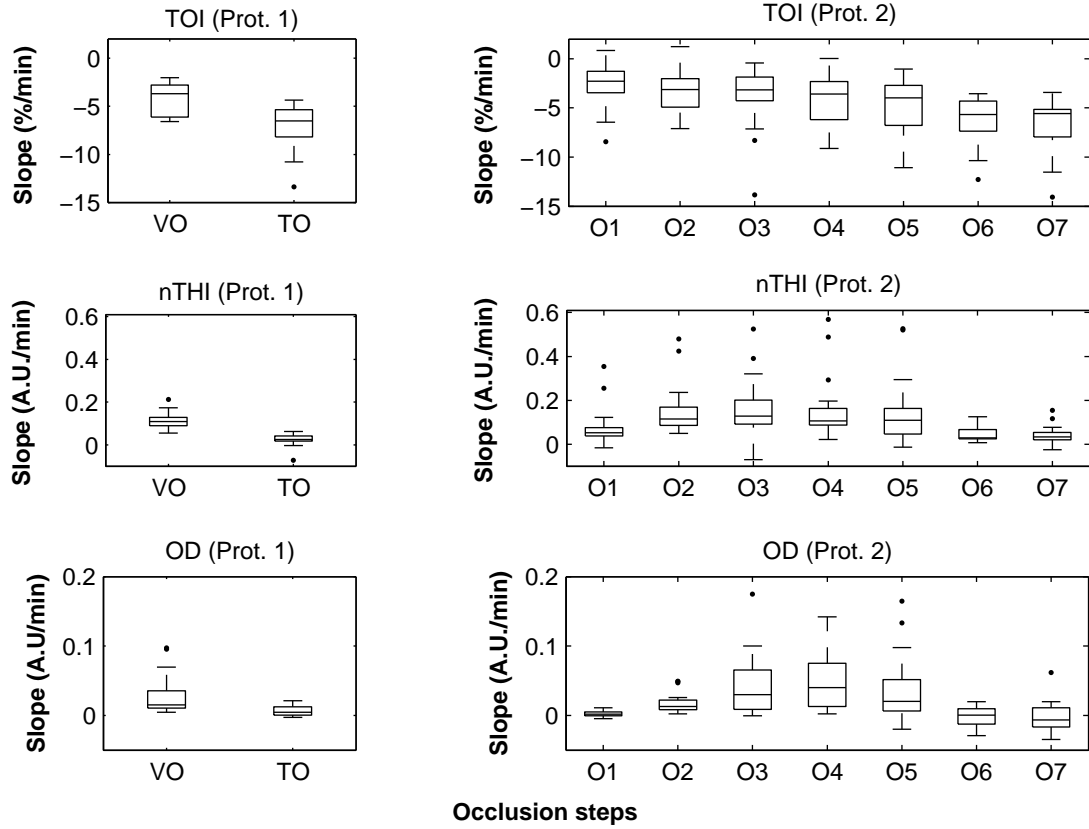 TOI (Prot. 1)
Slope (%/min)
0
−5
−10
−15
VO TO
TOI (Prot. 2)
Slope (%/min)
0
−5
−10
−15
O1 O2 O3 O4 O5 O6 O7
nTHI (Prot. 1)
Slope (A.U./min)
0.6
0.4
0.2
0
VO TO
nTHI (Prot. 2)
Slope (A.U./min)
0.6
0.4
0.2
0
O1 O2 O3 O4 O5 O6 O7
OD (Prot. 1)
Slope (A.U/min)
0.2
0.1
0
VO TO
OD (Prot. 2)
Slope (A.U./min)
0.2
0.1
0
O1 O2 O3 O4 O5 O6 O7
Occlusion steps